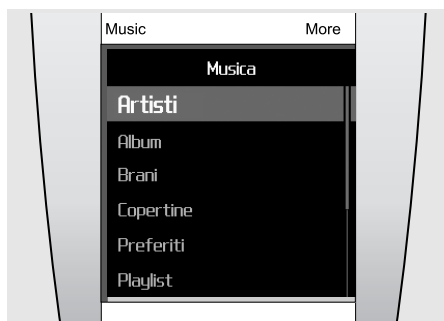 Music More
Musica
Artisti
Album
Brani
Copertine
Preferiti
Playlist